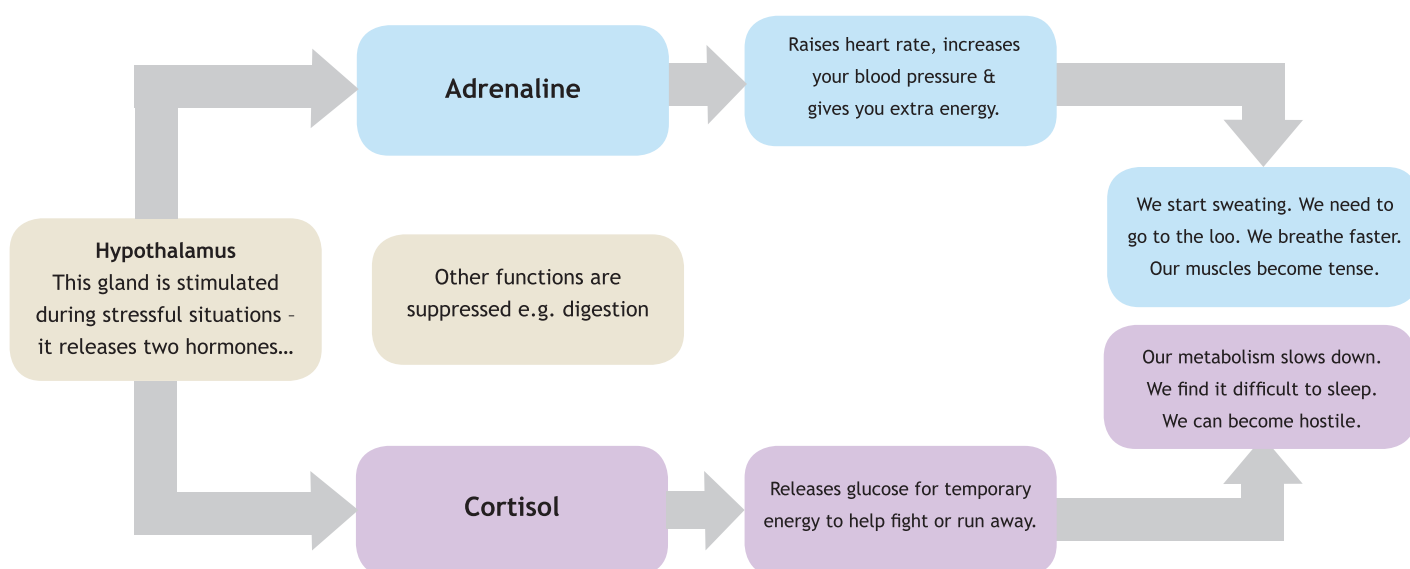 Adrenaline
Raises heart rate, increases
your blood pressure &
gives you extra energy.
We start sweating. We need to
go to the loo. We breathe faster.
Our muscles become tense.
Hypothalamus
This gland is stimulated
during stressful situations –
it releases two hormones…
Other functions are
suppressed e.g. digestion
Our metabolism slows down.
We find it difficult to sleep.
We can become hostile.
Cortisol
Releases glucose for temporary
energy to help fight or run away.